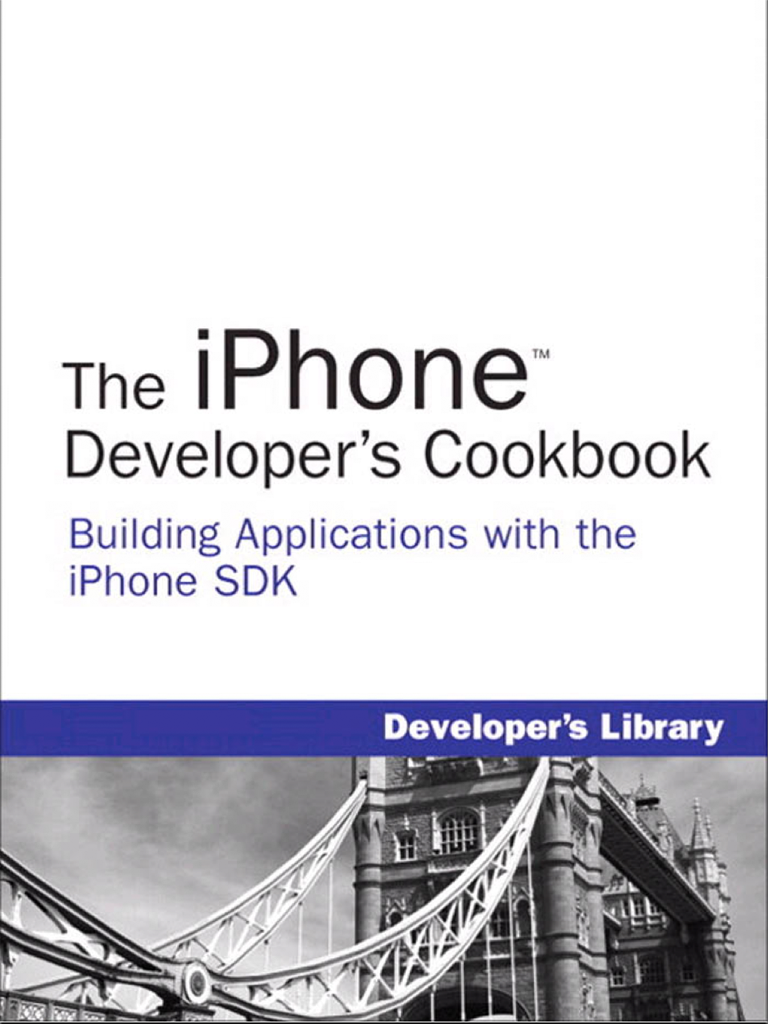 The iPhone™
Developer's Cookbook
Building Applications with the
iPhone SDK
Developer's Library